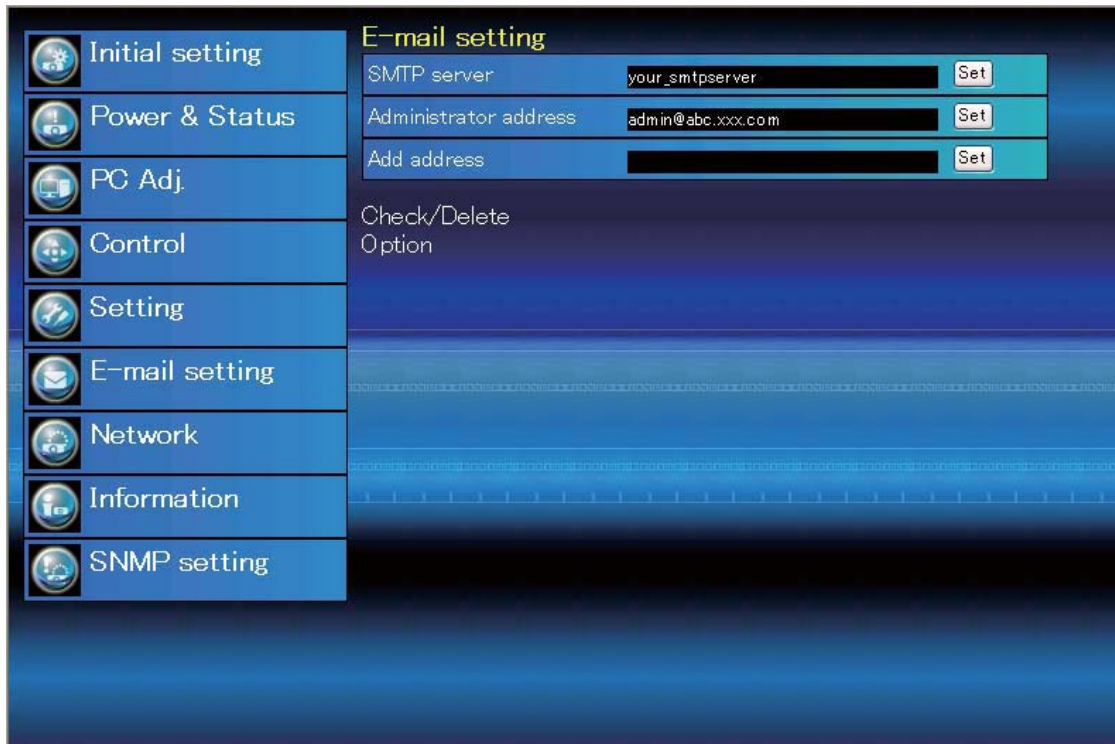 Initial setting
Power & Status
PC Adj.
Control
Setting
E-mail setting
Network
Information
SNMP setting
E-mail setting
SMTP server your_smtpserver Set
Administrator address admin@abc.xxx.com Set
Add address Set
Check/Delete
Option